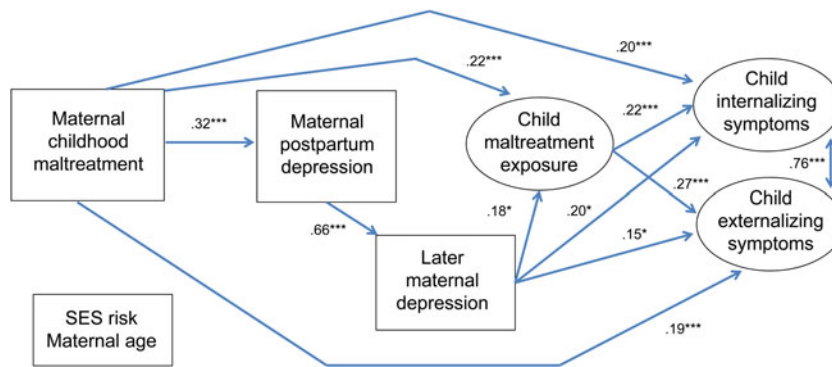 .20***
.22***
Child
internalizing
symptoms
Maternal
childhood
maltreatment
.32***
Maternal
postpartum
depression
Child
maltreatment
exposure
.22***
.76***
.27***
Child
externalizing
symptoms
.18*
.20*
.66***
.15*
Later
maternal
depression
SES risk
Maternal age
.19***